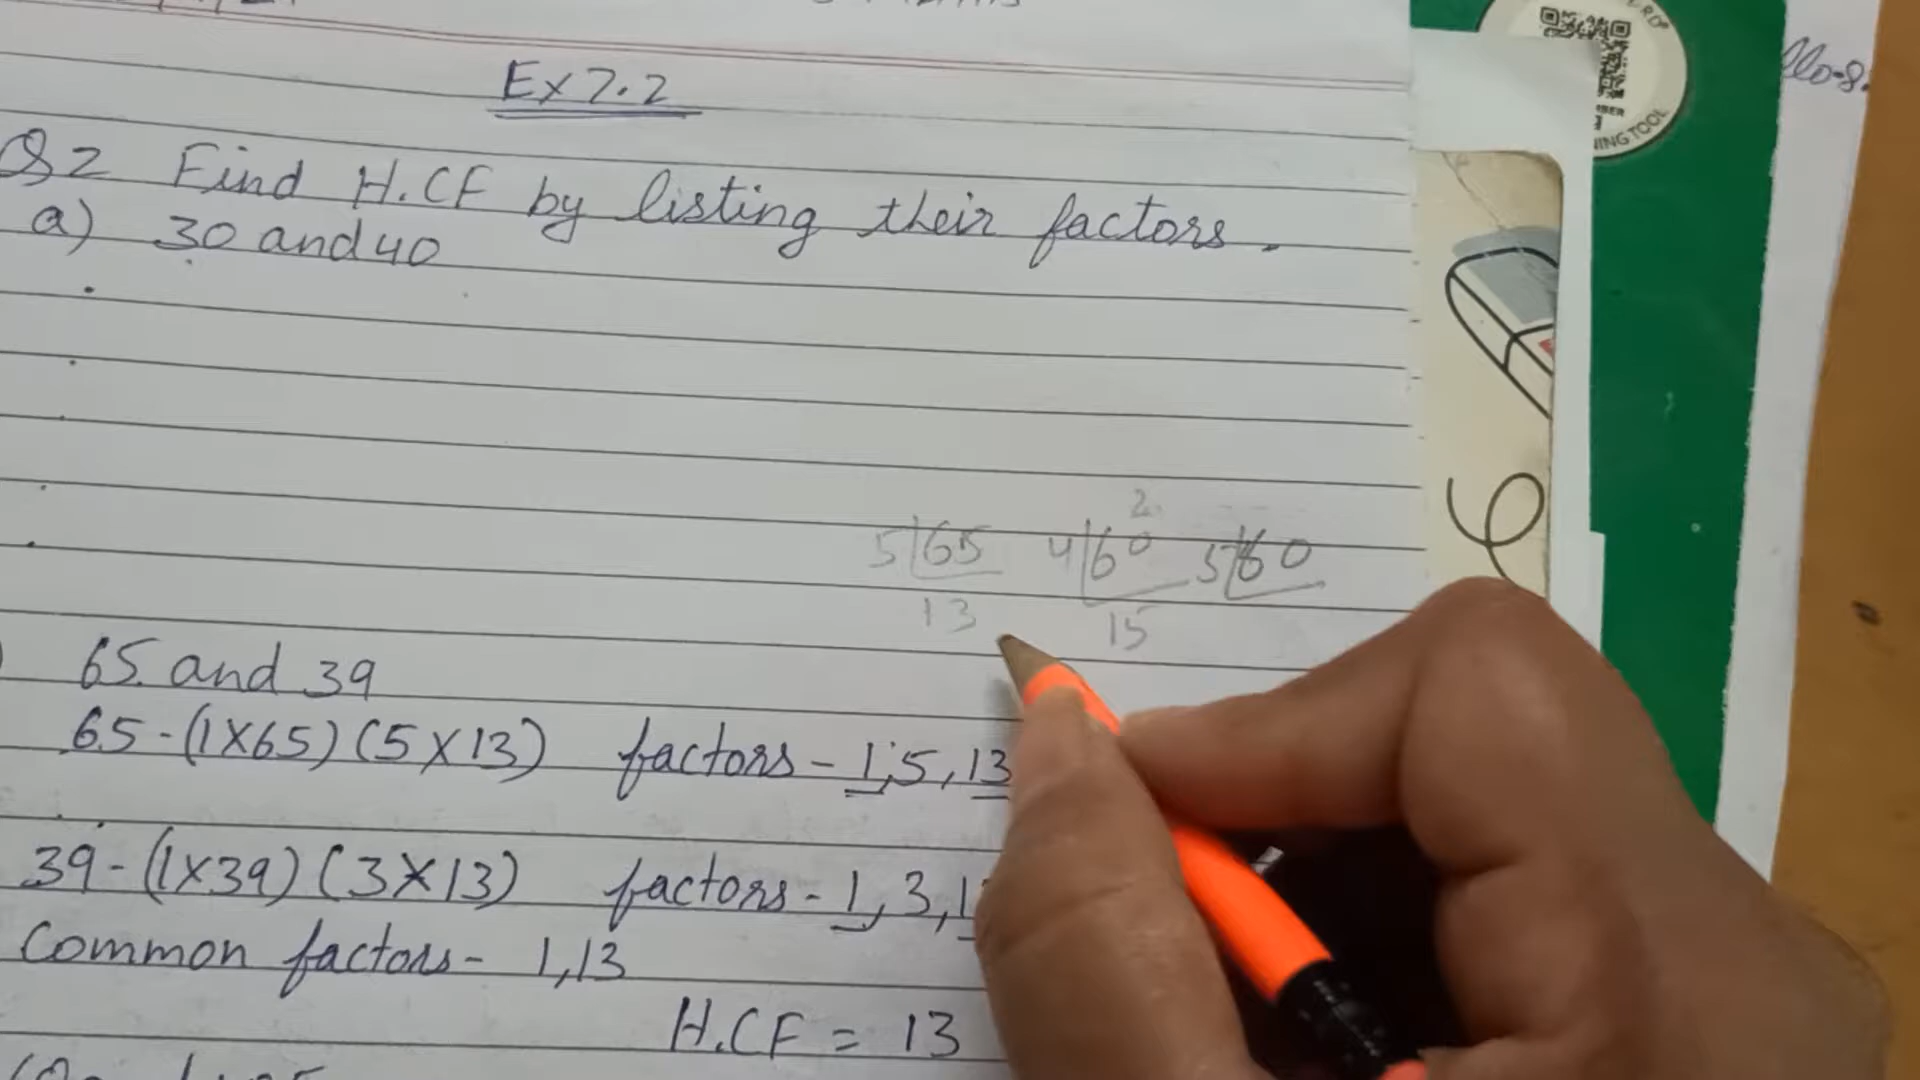 Ex 7.2
Q2 Find H.CF by listing their factors.
a) 30 and 40
2
5 65 4 60 5 60
13 15
65 and 39
65-(1X65)(5X13) factors-1,5,13
39-(1X39)(3X13) factors-1,3,1
Common factors- 1,13
H.CF = 13